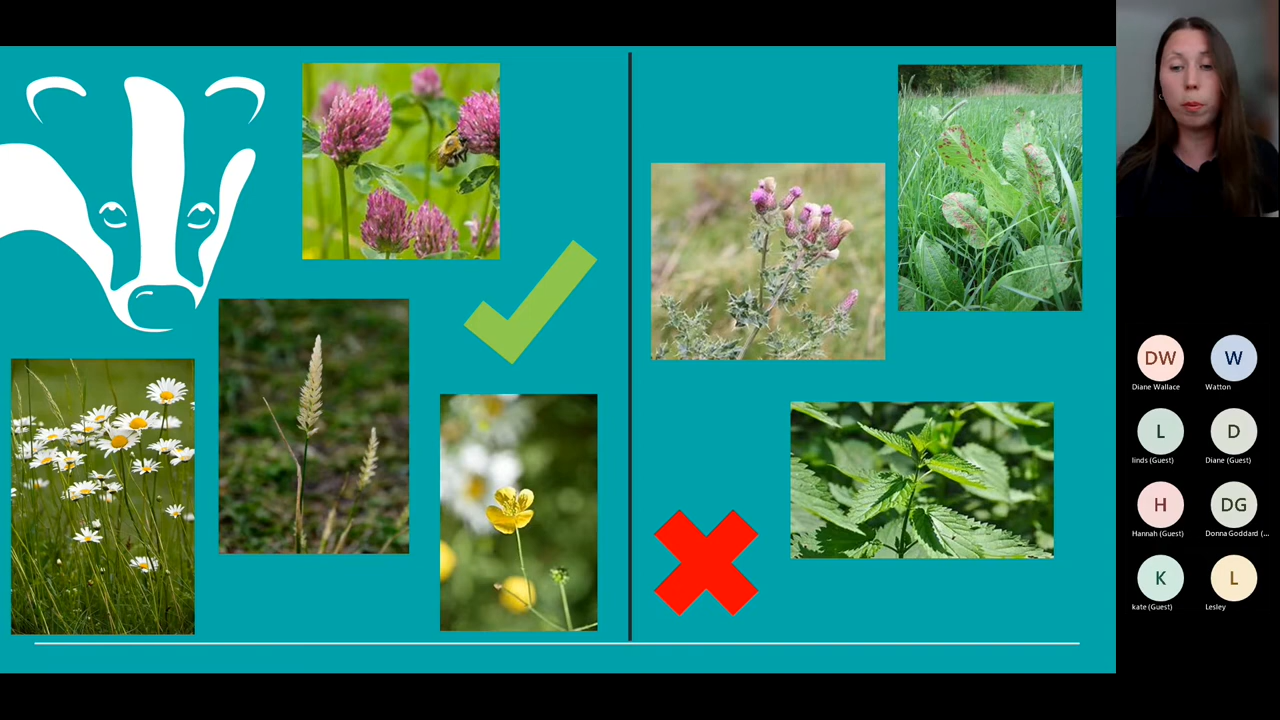 DW
W
Diane Wallace
Watton
L
D
linds (Guest)
Diane (Guest)
H
DG
Hannah (Guest)
Donna Goddard (...
K
L
kate (Guest)
Lesley